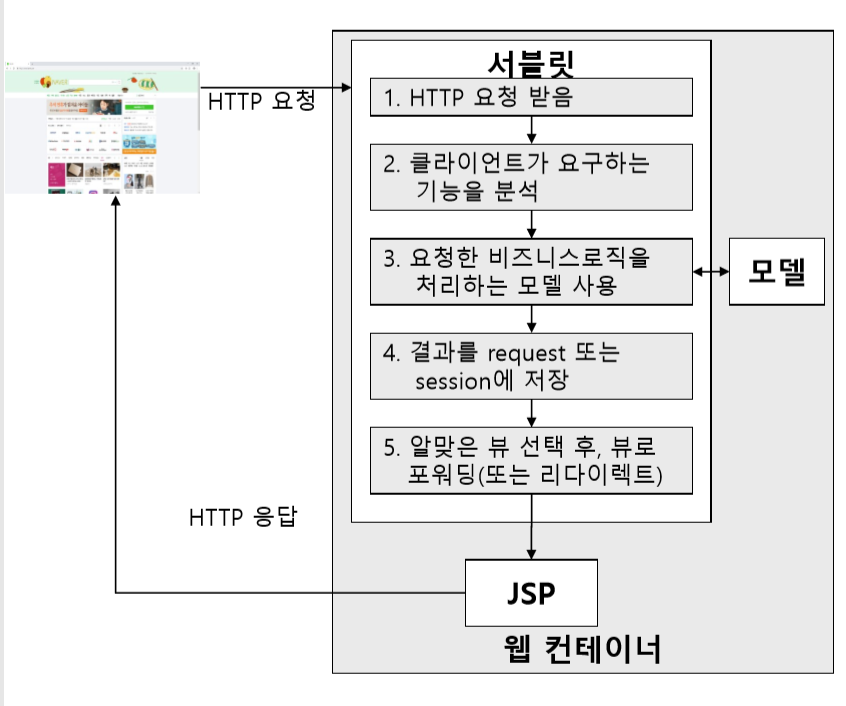 서블릿
HTTP 요청
1. HTTP 요청 받음
2. 클라이언트가 요구하는
기능을 분석
3. 요청한 비즈니스로직을
처리하는 모델 사용
모델
4. 결과를 request 또는
session에 저장
5. 알맞은 뷰 선택 후, 뷰로
포워딩(또는 리다이렉트)
HTTP 응답
JSP
웹 컨테이너